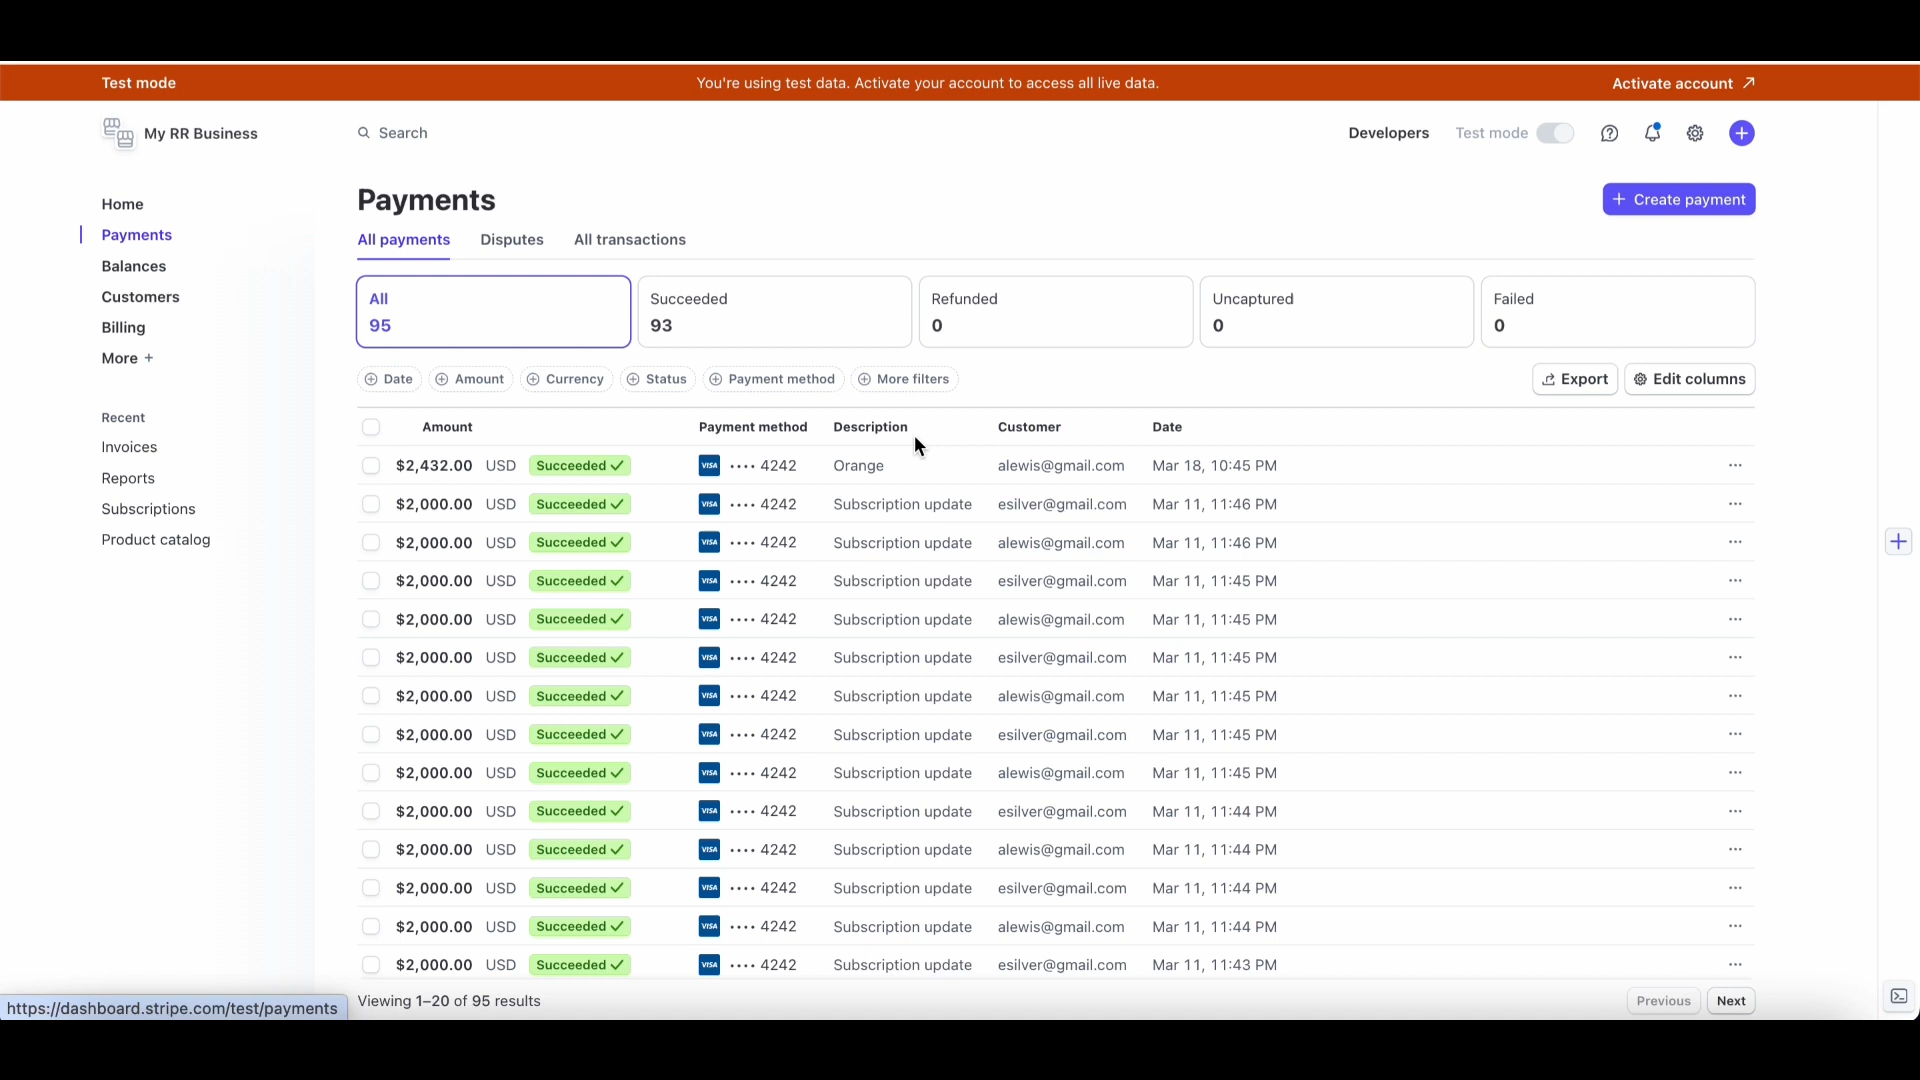 Test mode You're using test data. Activate your account to access all live data. Activate account
My RR Business Search Developers Test mode
Home
Payments
Balances
Customers
Billing
More +
Recent
Invoices
Reports
Subscriptions
Product catalog
Payments + Create payment
All payments Disputes All transactions
All Succeeded Refunded Uncaptured Failed
95 93 0 0 0
Date Amount Currency Status Payment method More filters Export Edit columns
Amount Payment method Description Customer Date
$2,432.00 USD Succeeded VISA •••• 4242 Orange alewis@gmail.com Mar 18, 10:45 PM
$2,000.00 USD Succeeded VISA •••• 4242 Subscription update esilver@gmail.com Mar 11, 11:46 PM
$2,000.00 USD Succeeded VISA •••• 4242 Subscription update alewis@gmail.com Mar 11, 11:46 PM
$2,000.00 USD Succeeded VISA •••• 4242 Subscription update esilver@gmail.com Mar 11, 11:45 PM
$2,000.00 USD Succeeded VISA •••• 4242 Subscription update alewis@gmail.com Mar 11, 11:45 PM
$2,000.00 USD Succeeded VISA •••• 4242 Subscription update esilver@gmail.com Mar 11, 11:45 PM
$2,000.00 USD Succeeded VISA •••• 4242 Subscription update alewis@gmail.com Mar 11, 11:45 PM
$2,000.00 USD Succeeded VISA •••• 4242 Subscription update esilver@gmail.com Mar 11, 11:45 PM
$2,000.00 USD Succeeded VISA •••• 4242 Subscription update alewis@gmail.com Mar 11, 11:45 PM
$2,000.00 USD Succeeded VISA •••• 4242 Subscription update esilver@gmail.com Mar 11, 11:44 PM
$2,000.00 USD Succeeded VISA •••• 4242 Subscription update alewis@gmail.com Mar 11, 11:44 PM
$2,000.00 USD Succeeded VISA •••• 4242 Subscription update esilver@gmail.com Mar 11, 11:44 PM
$2,000.00 USD Succeeded VISA •••• 4242 Subscription update alewis@gmail.com Mar 11, 11:44 PM
$2,000.00 USD Succeeded VISA •••• 4242 Subscription update esilver@gmail.com Mar 11, 11:43 PM
Viewing 1–20 of 95 results Previous Next
https://dashboard.stripe.com/test/payments